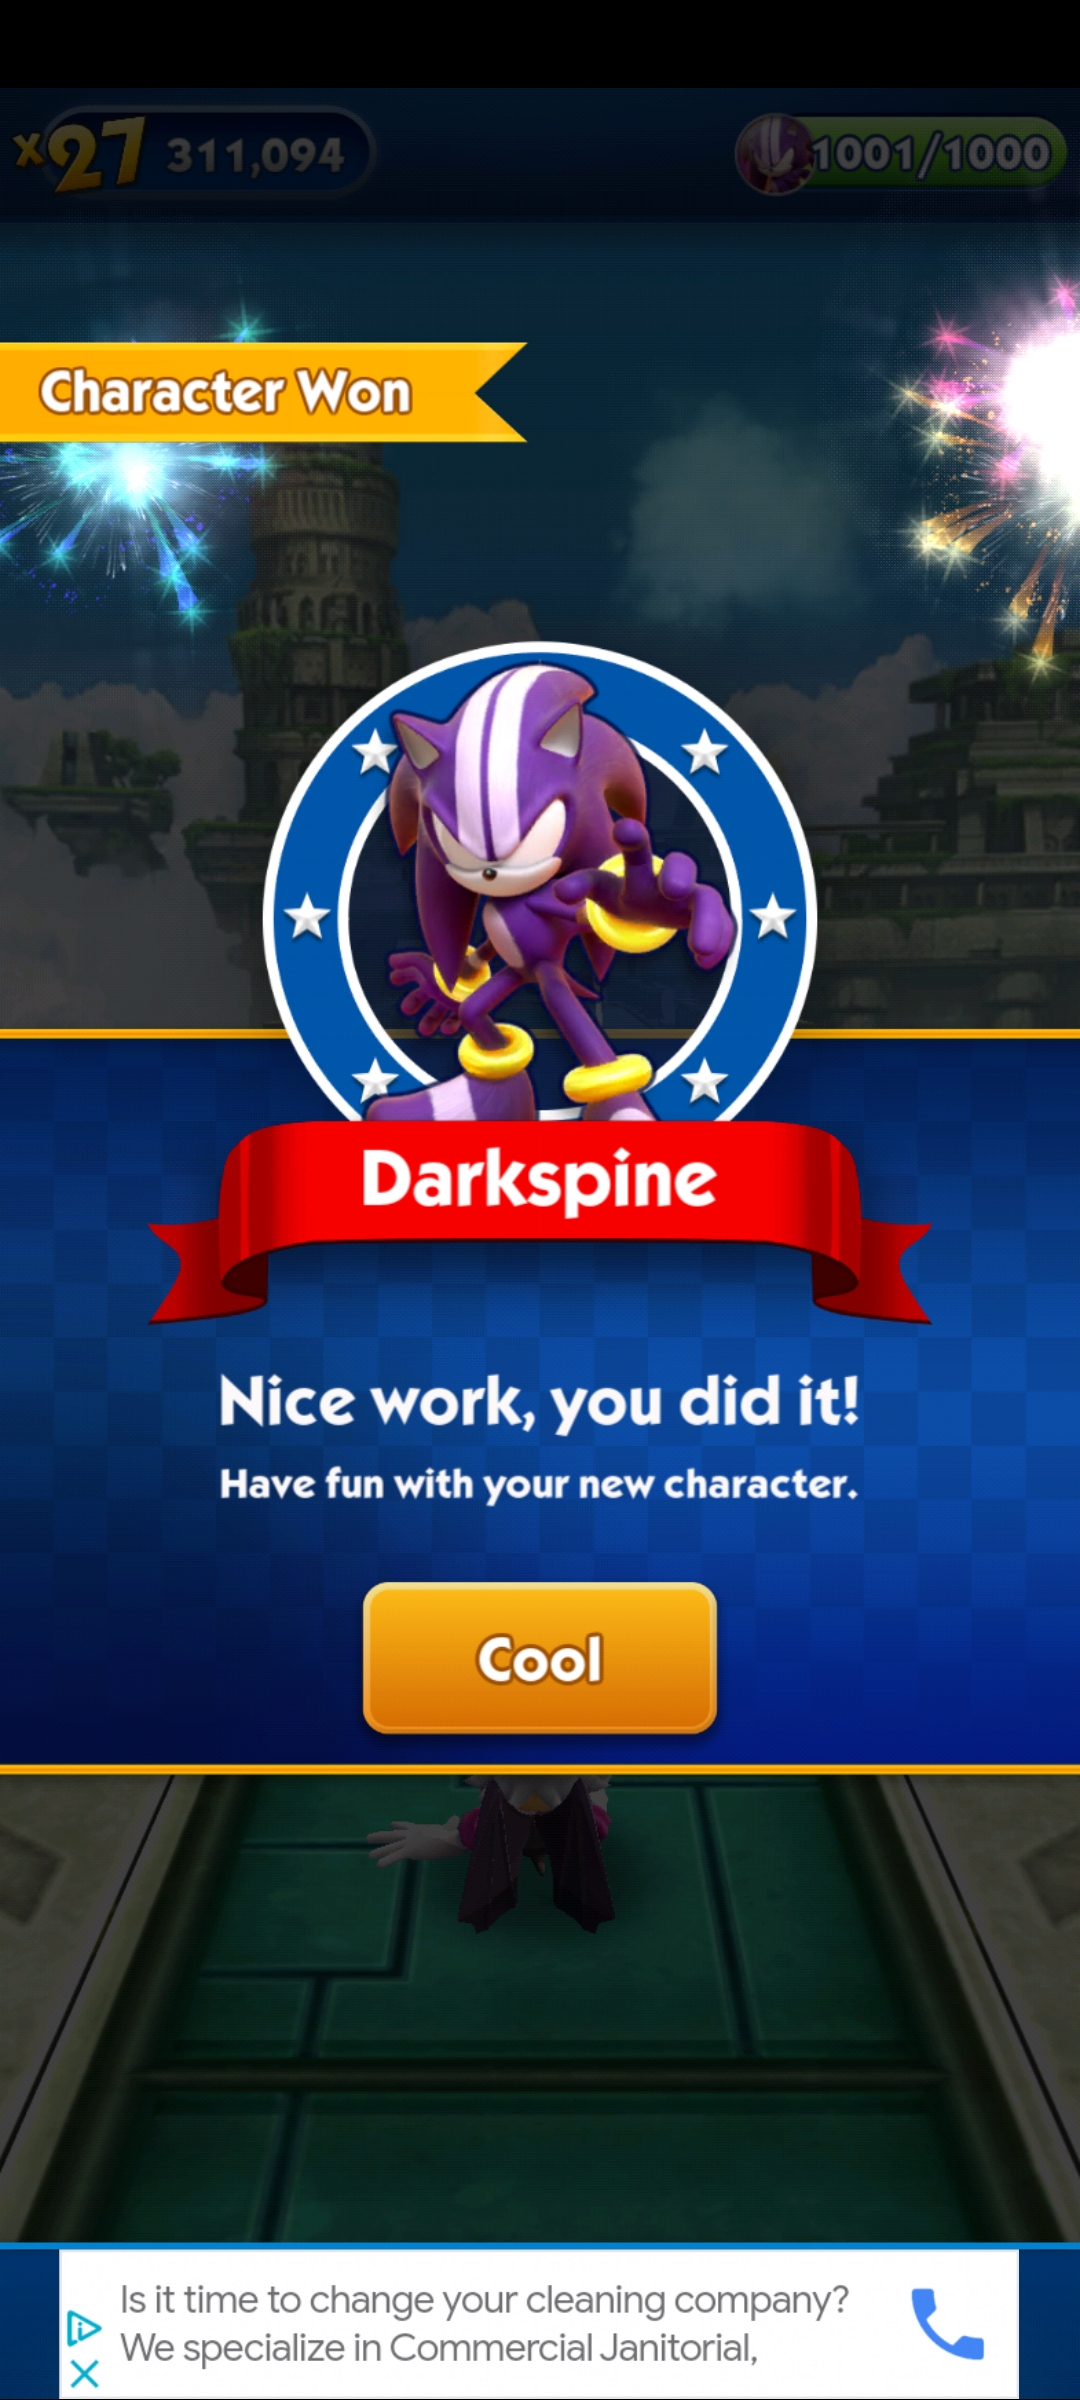 x27 311,094
1001/1000
Character Won
Darkspine
Nice work, you did it!
Have fun with your new character.
Cool
Is it time to change your cleaning company?
We specialize in Commercial Janitorial,